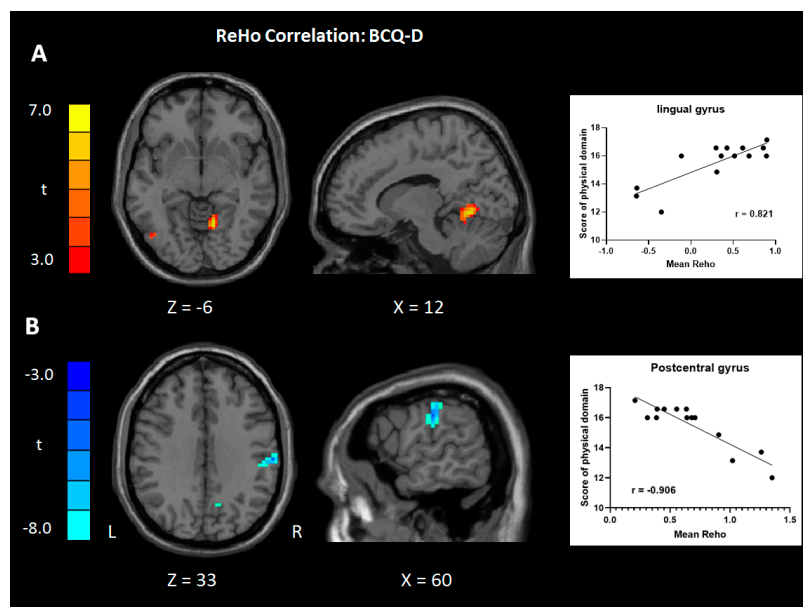 ReHo Correlation: BCQ-D
A
7.0
t
3.0
Z = -6
X = 12
lingual gyrus
Score of physical domain
18
16
14
12
10
-1.0 -0.5 0.0 0.5 1.0
r = 0.821
Mean Reho
B
-3.0
t
-8.0
L
R
Z = 33
X = 60
Postcentral gyrus
Score of physical domain
18
16
14
12
10
0.0 0.5 1.0 1.5
r = -0.906
Mean Reho